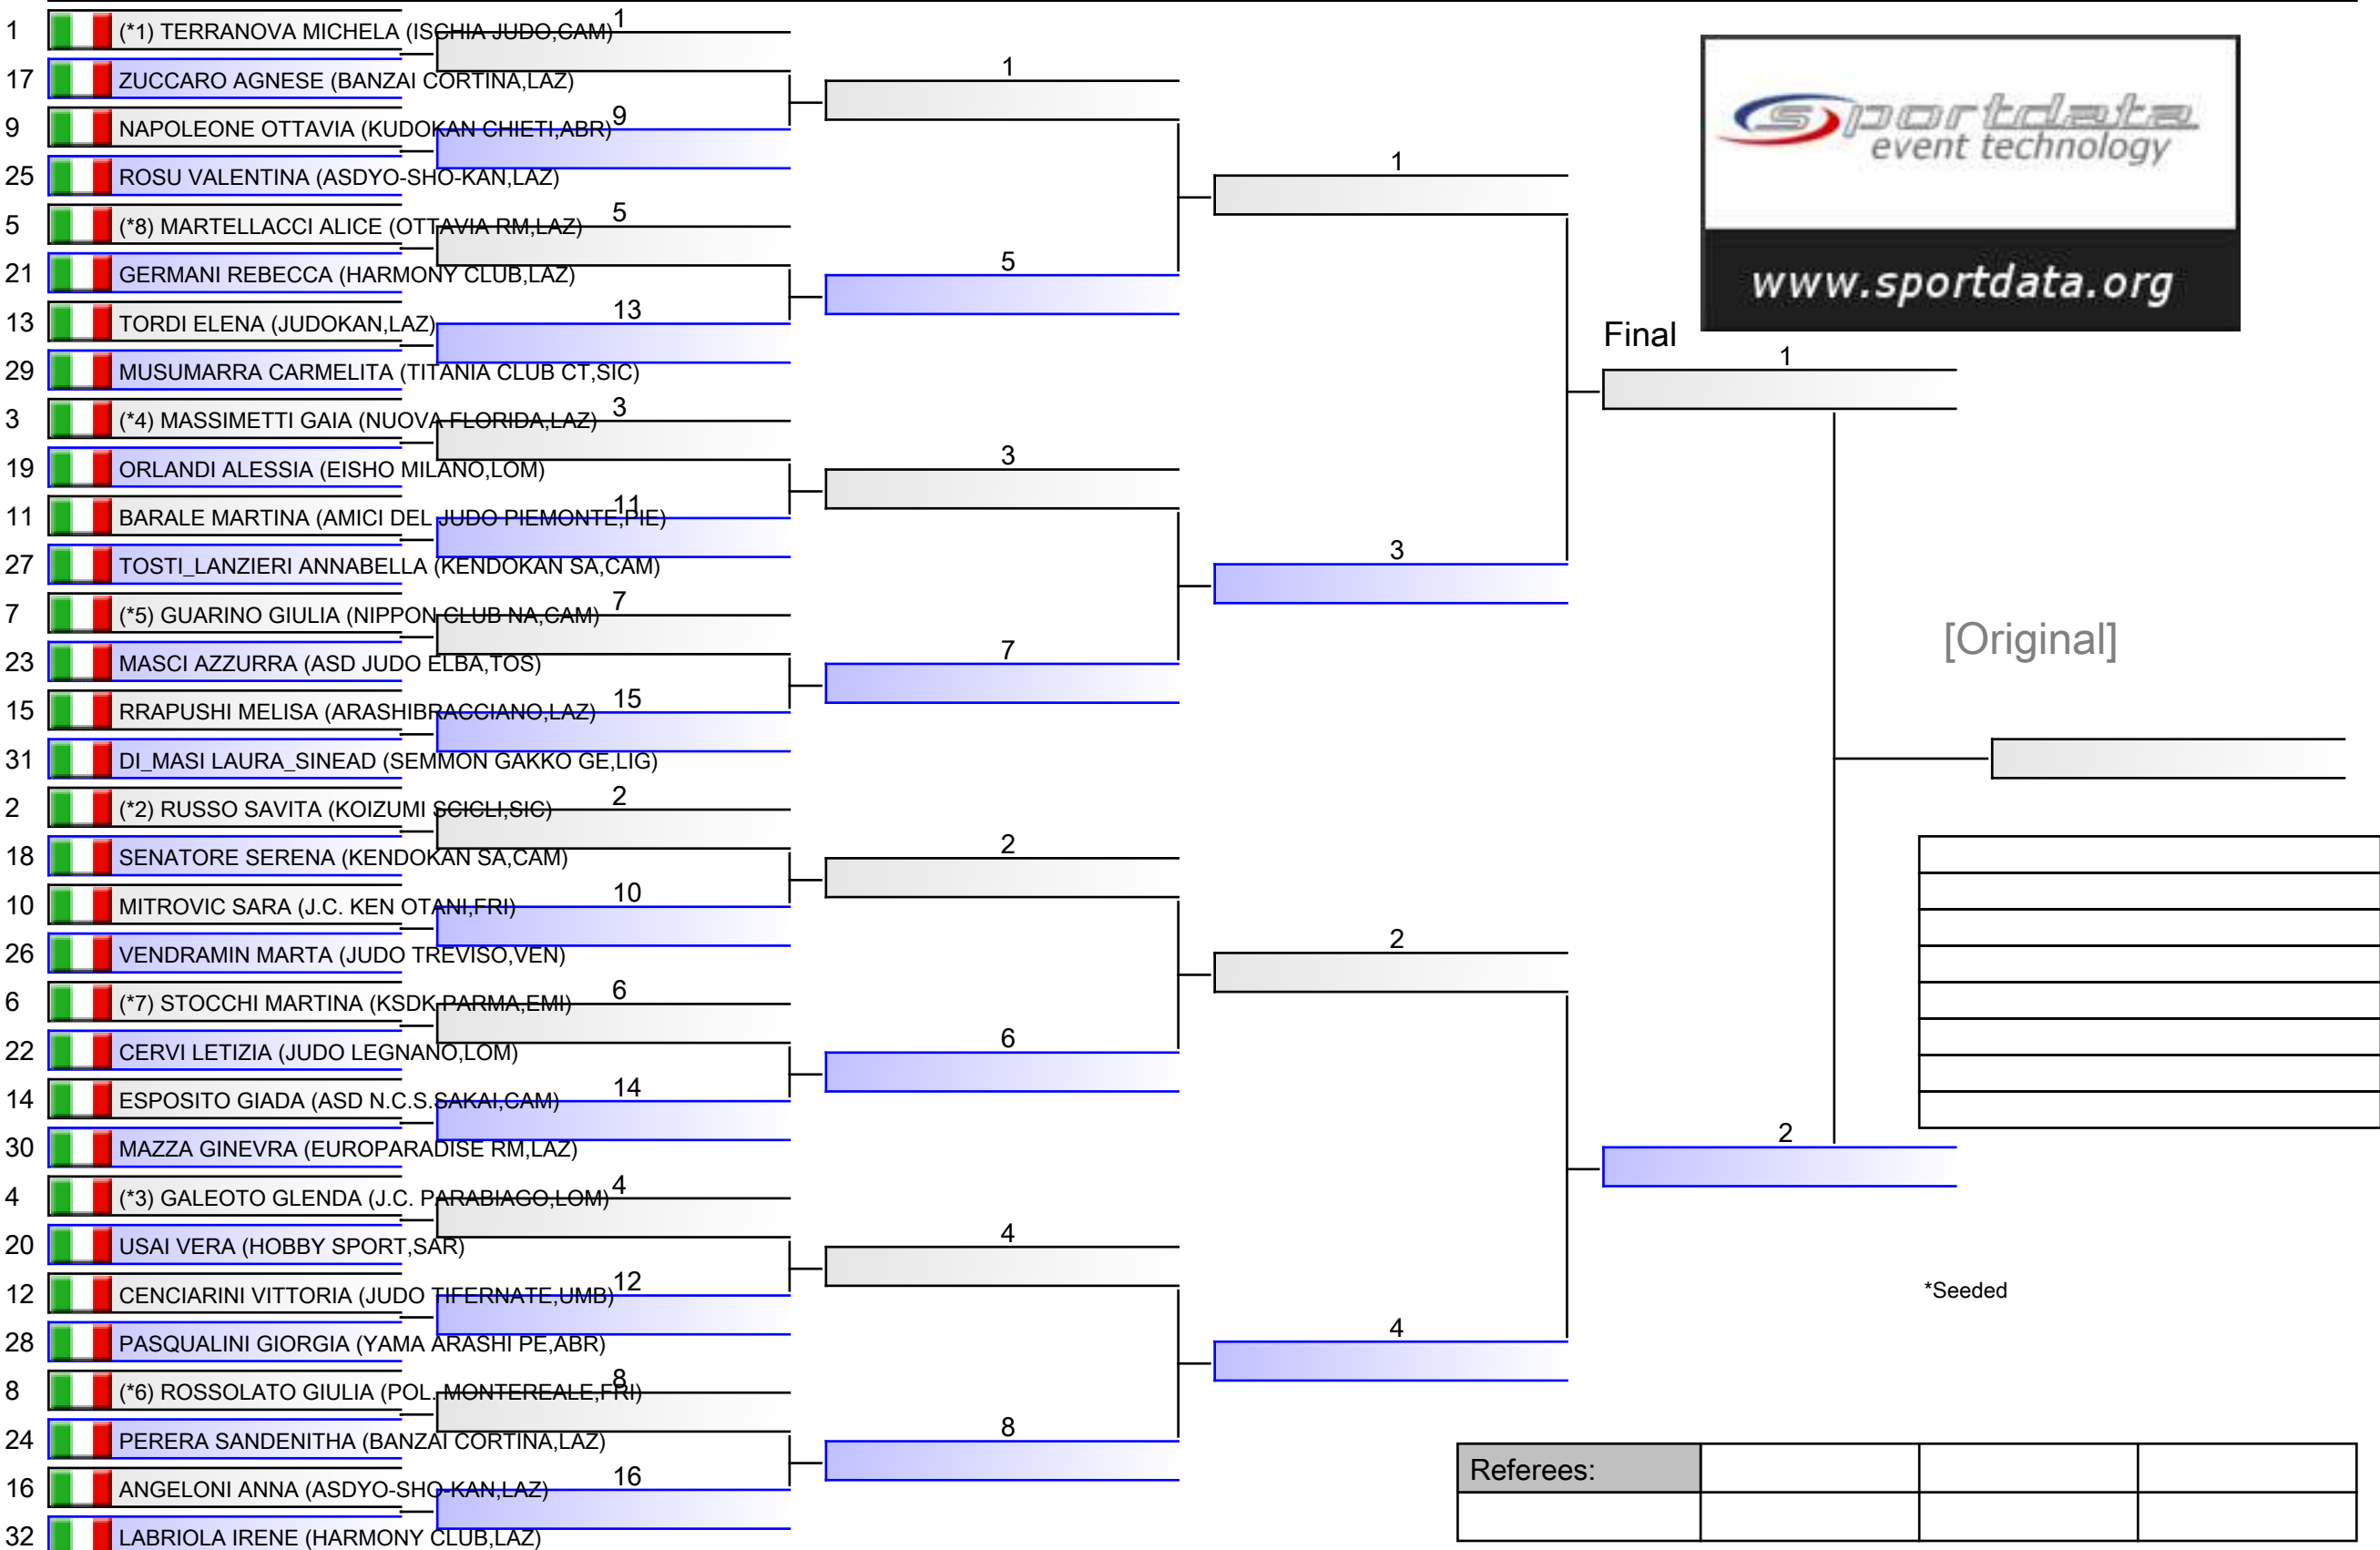 1 (*1) TERRANOVA MICHELA (ISCHIA JUDO,CAM)
17 ZUCCARO AGNESE (BANZAI CORTINA,LAZ)
9 NAPOLEONE OTTAVIA (KUDOKAN CHIETI,ABR)
25 ROSU VALENTINA (ASDYO-SHO-KAN,LAZ)
5 (*8) MARTELLACCI ALICE (OTTAVIA RM,LAZ)
21 GERMANI REBECCA (HARMONY CLUB,LAZ)
13 TORDI ELENA (JUDOKAN,LAZ)
29 MUSUMARRA CARMELITA (TITANIA CLUB CT,SIC)
3 (*4) MASSIMETTI GAIA (NUOVA FLORIDA,LAZ)
19 ORLANDI ALESSIA (EISHO MILANO,LOM)
11 BARALE MARTINA (AMICI DEL JUDO PIEMONTE,PIE)
27 TOSTI_LANZIERI ANNABELLA (KENDOKAN SA,CAM)
7 (*5) GUARINO GIULIA (NIPPON CLUB NA,CAM)
23 MASCI AZZURRA (ASD JUDO ELBA,TOS)
15 RRAPUSHI MELISA (ARASHIBRACCIANO,LAZ)
31 DI_MASI LAURA_SINEAD (SEMMON GAKKO GE,LIG)
2 (*2) RUSSO SAVITA (KOIZUMI SCICLI,SIC)
18 SENATORE SERENA (KENDOKAN SA,CAM)
10 MITROVIC SARA (J.C. KEN OTANI,FRI)
26 VENDRAMIN MARTA (JUDO TREVISO,VEN)
6 (*7) STOCCHI MARTINA (KSDK PARMA,EMI)
22 CERVI LETIZIA (JUDO LEGNANO,LOM)
14 ESPOSITO GIADA (ASD N.C.S.SAKAI,CAM)
30 MAZZA GINEVRA (EUROPARADISE RM,LAZ)
4 (*3) GALEOTO GLENDA (J.C. PARABIAGO,LOM)
20 USAI VERA (HOBBY SPORT,SAR)
12 CENCIARINI VITTORIA (JUDO TIFERNATE,UMB)
28 PASQUALINI GIORGIA (YAMA ARASHI PE,ABR)
8 (*6) ROSSOLATO GIULIA (POL. MONTEREALE,FRI)
24 PERERA SANDENITHA (BANZAI CORTINA,LAZ)
16 ANGELONI ANNA (ASDYO-SHO-KAN,LAZ)
32 LABRIOLA IRENE (HARMONY CLUB,LAZ)
1
9
5
13
3
11
7
15
2
10
6
14
4
12
8
16
1
5
3
7
2
6
4
8
1
3
2
4
Final
1
2
sportdata
event technology
www.sportdata.org
[Original]
*Seeded
Referees: